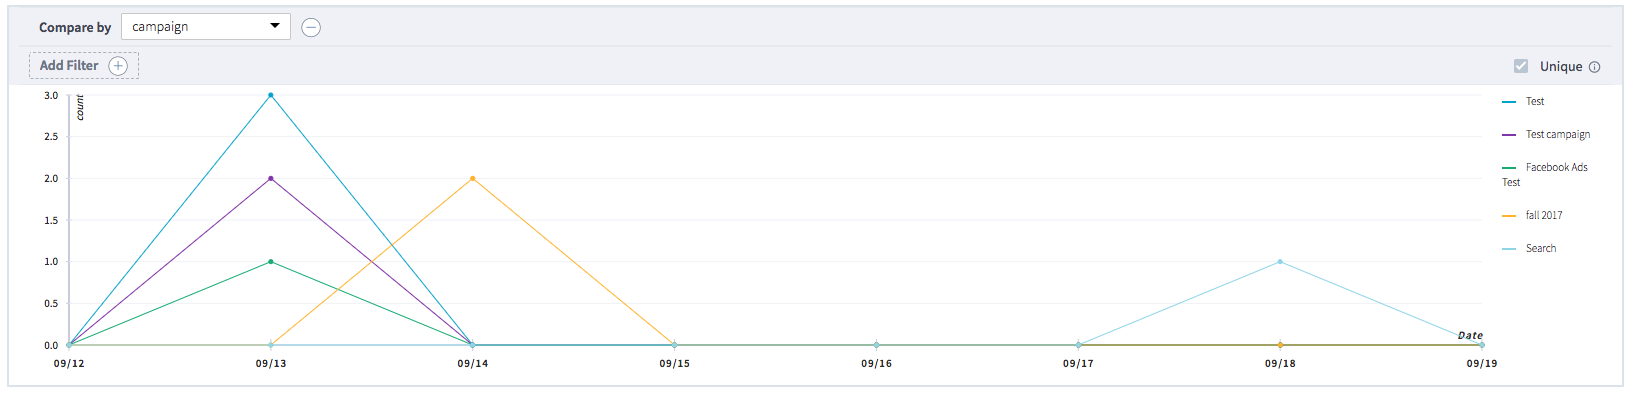 Compare by campaign
Add Filter
Unique
3.0
count
2.5
2.0
1.5
1.0
0.5
0.0
Test
Test campaign
Facebook Ads
Test
fall 2017
Search
Date
09/12 09/13 09/14 09/15 09/16 09/17 09/18 09/19